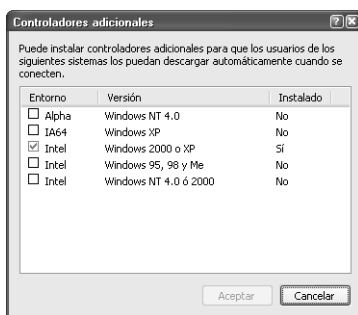 Controladores adicionales
Puede instalar controladores adicionales para que los usuarios de los
siguientes sistemas los puedan descargar automáticamente cuando se
conecten.
Entorno Versión Instalado
Alpha Windows NT 4.0 No
IA64 Windows XP No
Intel Windows 2000 o XP Sí
Intel Windows 95, 98 y Me No
Intel Windows NT 4.0 ó 2000 No
Aceptar Cancelar